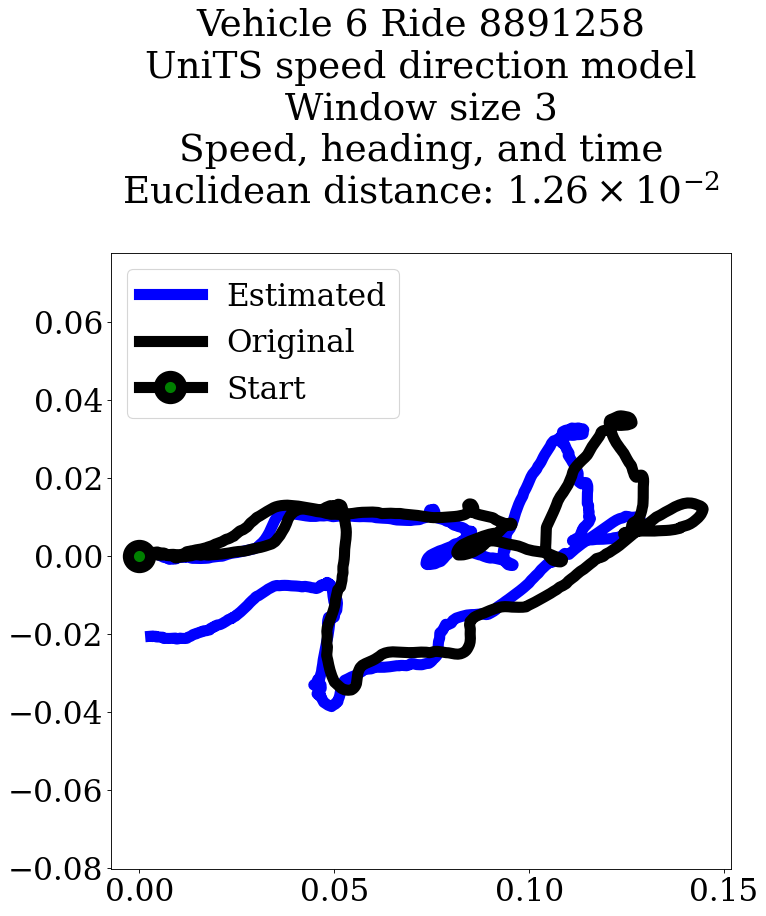 Vehicle 6 Ride 8891258
UniTS speed direction model
Window size 3
Speed, heading, and time
Euclidean distance: 1.26 × 10⁻²
Estimated
Original
Start
0.06
0.04
0.02
0.00
−0.02
−0.04
−0.06
−0.08
0.00 0.05 0.10 0.15